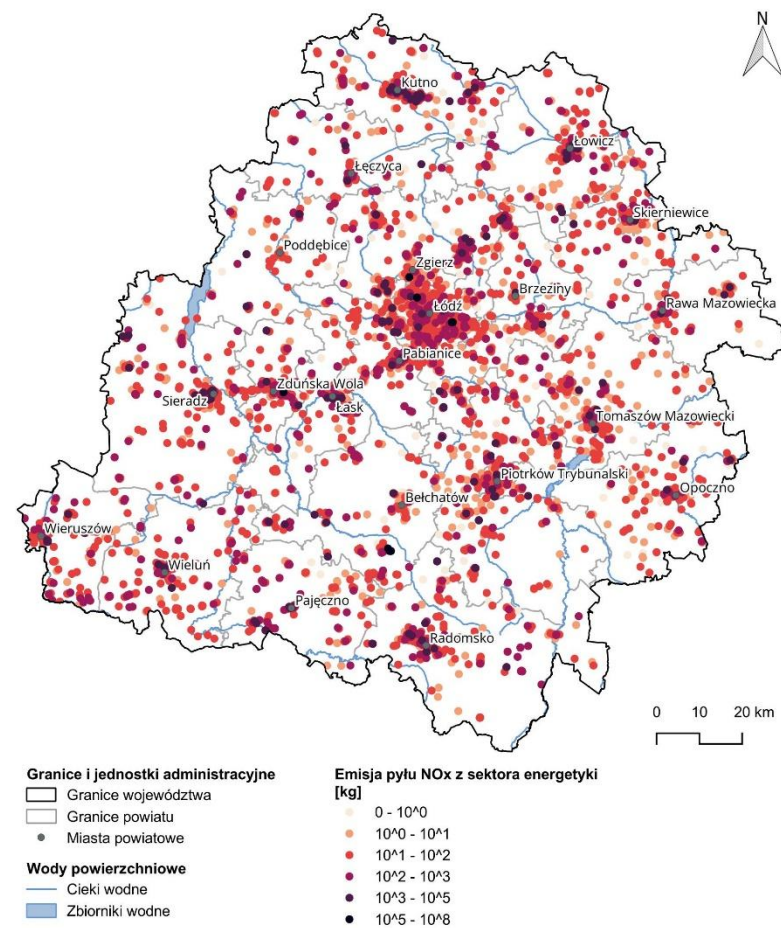 N
Kutno
Łowicz
Łęczyca
Skierniewice
Poddębice
Zgierz
Brzeziny
Łódź
Rawa Mazowiecka
Pabianice
Zduńska Wola
Sieradz
Łask
Tomaszów Mazowiecki
Piotrków Trybunalski
Opoczno
Bełchatów
Wieruszów
Wieluń
Pajęczno
Radomsko
0 10 20 km
Granice i jednostki administracyjne
Granice województwa
Granice powiatu
Miasta powiatowe
Wody powierzchniowe
Cieki wodne
Zbiorniki wodne
Emisja pyłu NOx z sektora energetyki
[kg]
0 - 10^0
10^0 - 10^1
10^1 - 10^2
10^2 - 10^3
10^3 - 10^5
10^5 - 10^8